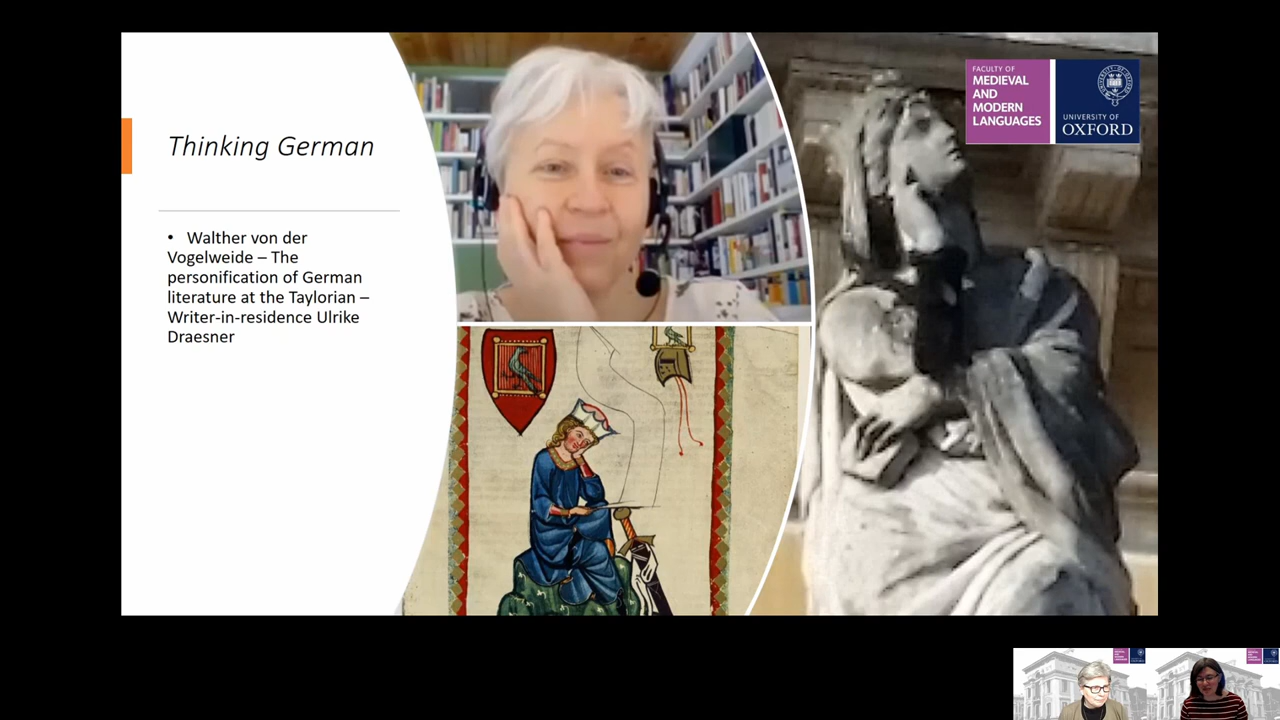 Thinking German
• Walther von der
Vogelweide – The
personification of German
literature at the Taylorian –
Writer-in-residence Ulrike
Draesner
FACULTY OF
MEDIEVAL
AND
MODERN
LANGUAGES
UNIVERSITY OF
OXFORD